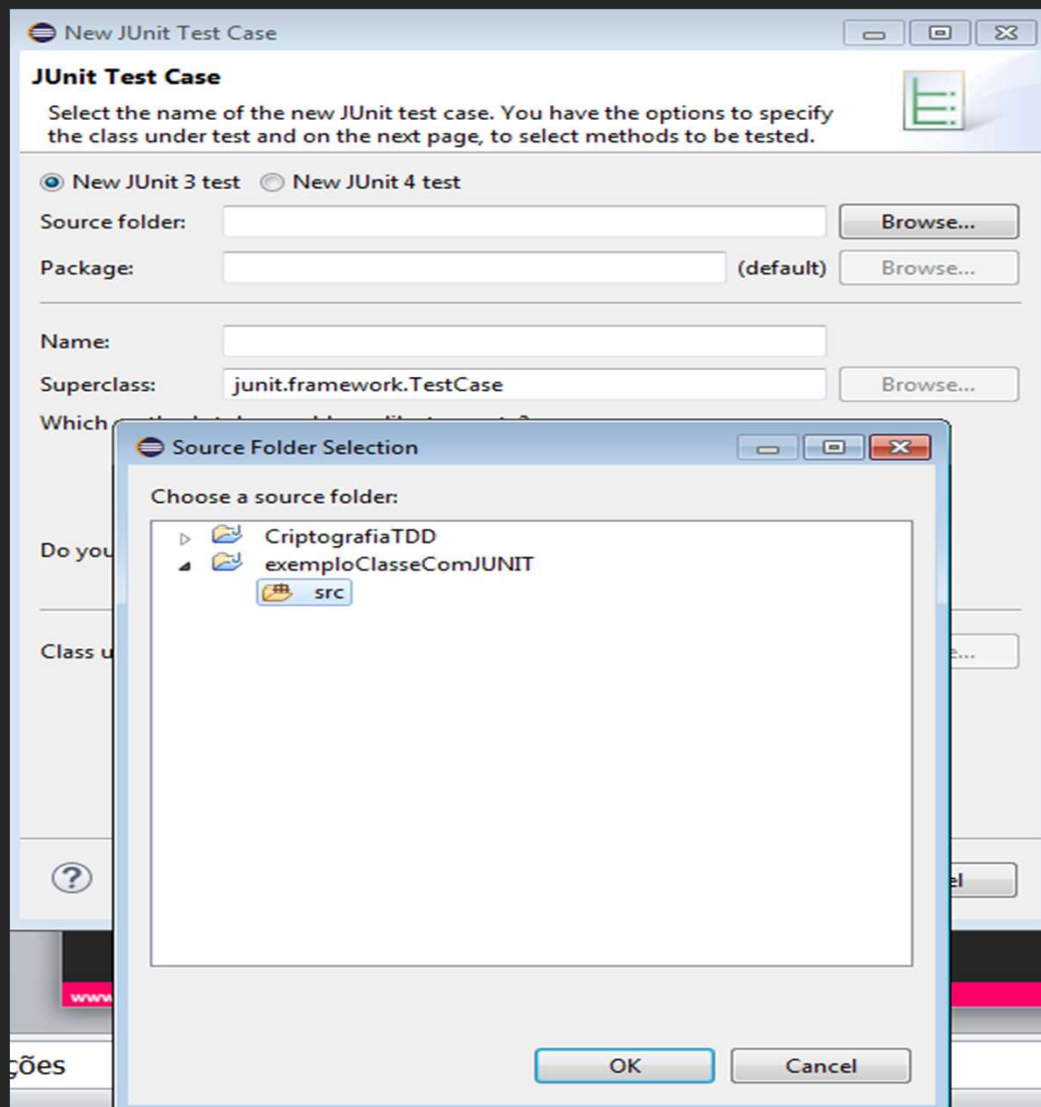 New JUnit Test Case
JUnit Test Case
Select the name of the new JUnit test case. You have the options to specify
the class under test and on the next page, to select methods to be tested.
New JUnit 3 test New JUnit 4 test
Source folder: Browse...
Package: (default) Browse...
Name:
Superclass: junit.framework.TestCase Browse...
Which
Source Folder Selection
Choose a source folder:
CriptografiaTDD
Do you
exemploClasseComJUNIT
src
Class u
www
ções
OK Cancel